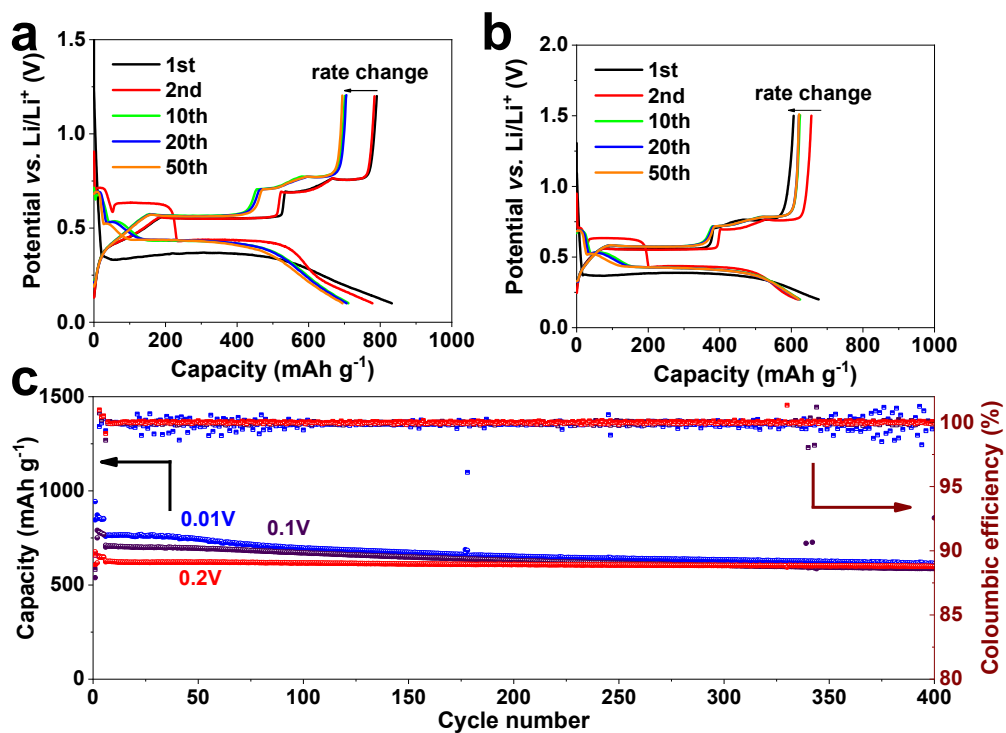 a
1.5
1.0
0.5
0.0
Potential vs. Li/Li⁺ (V)
1st
2nd
10th
20th
50th
rate change
0 200 400 600 800 1000
Capacity (mAh g⁻¹)
b
2.0
1.5
1.0
0.5
0.0
Potential vs. Li/Li⁺ (V)
1st
2nd
10th
20th
50th
rate change
0 200 400 600 800 1000
Capacity (mAh g⁻¹)
c
1500
1000
500
0
Capacity (mAh g⁻¹)
0.01V
0.1V
0.2V
100
95
90
85
80
Coloumbic efficiency (%)
0 50 100 150 200 250 300 350 400
Cycle number